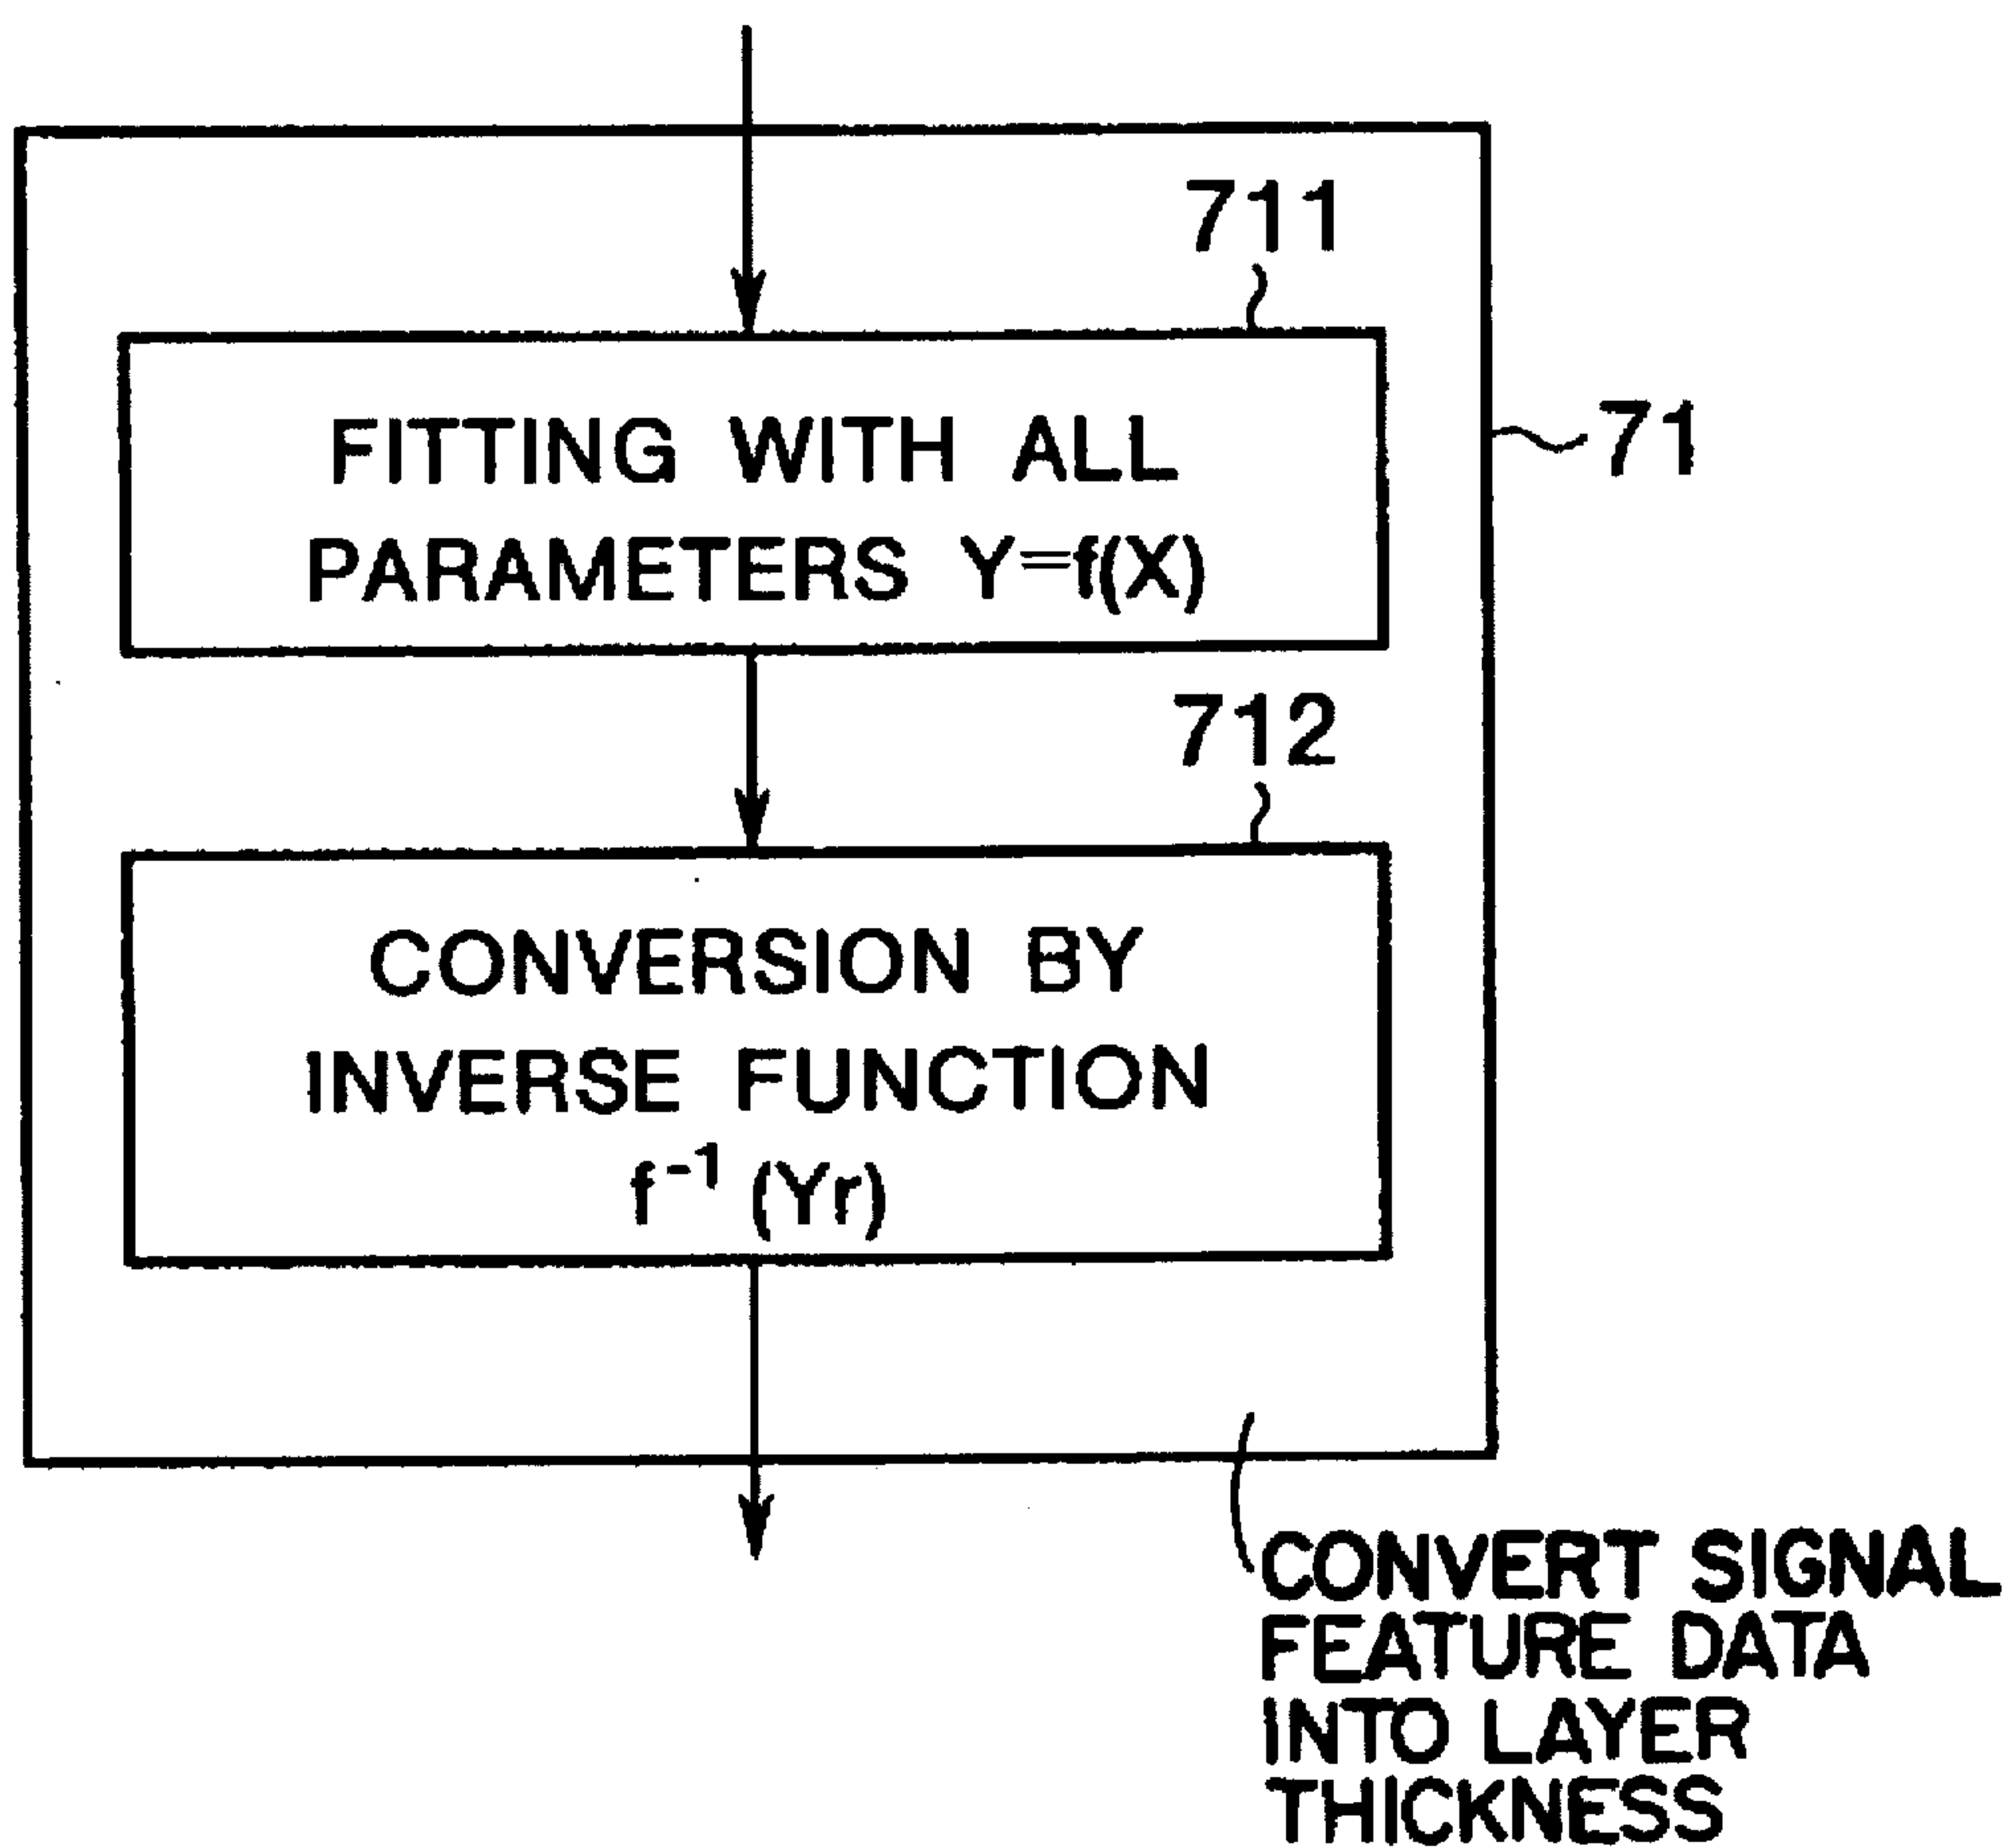 711
FITTING WITH ALL
PARAMETERS Y=f(X)
71
712
CONVERSION BY
INVERSE FUNCTION
f⁻¹ (Yr)
CONVERT SIGNAL
FEATURE DATA
INTO LAYER
THICKNESS